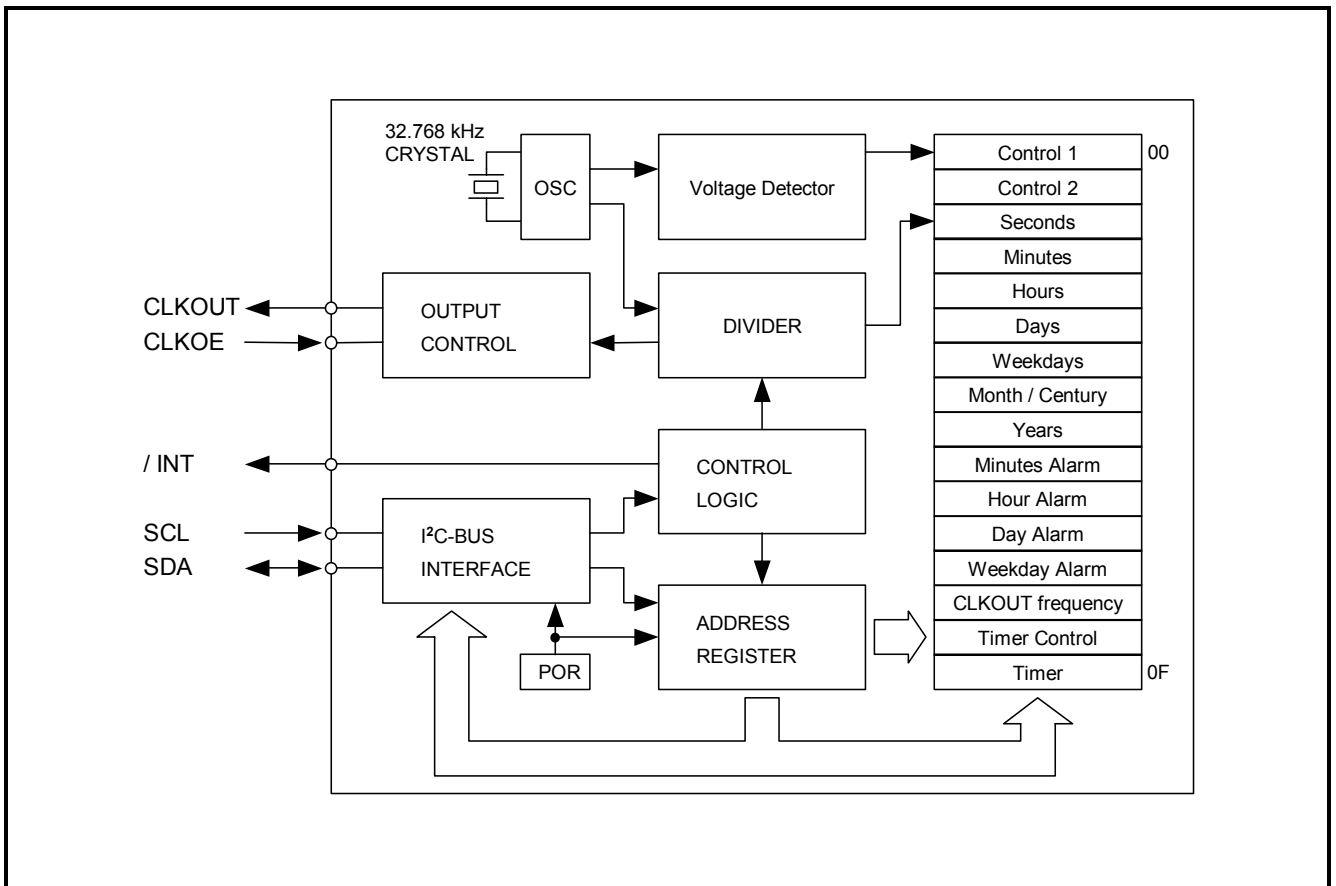 32.768 kHz
CRYSTAL
OSC
Voltage Detector
CLKOUT
CLKOE
OUTPUT
CONTROL
DIVIDER
/ INT
CONTROL
LOGIC
SCL
SDA
I²C-BUS
INTERFACE
ADDRESS
REGISTER
POR
Control 1
00
Control 2
Seconds
Minutes
Hours
Days
Weekdays
Month / Century
Years
Minutes Alarm
Hour Alarm
Day Alarm
Weekday Alarm
CLKOUT frequency
Timer Control
Timer
0F